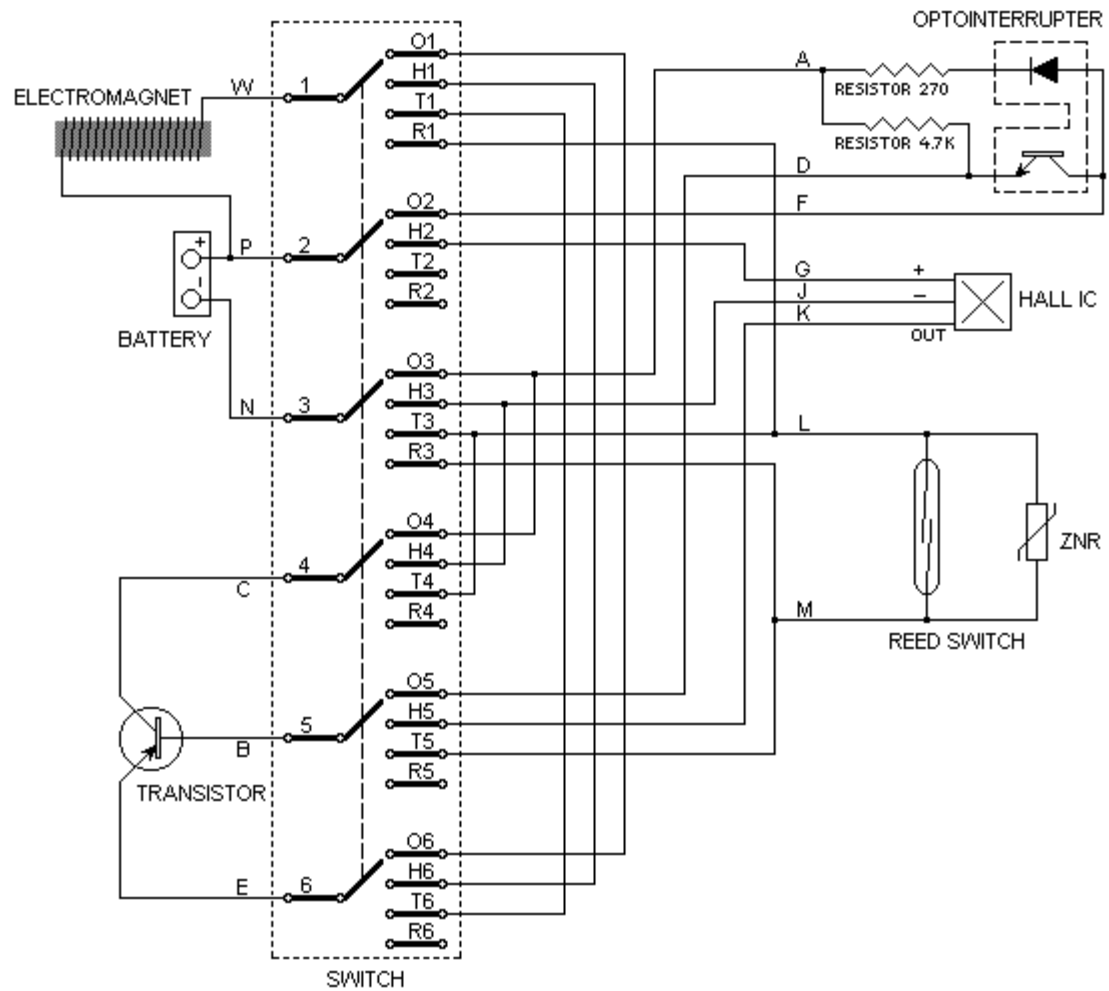 OPTOINTERRUPTER
ELECTROMAGNET
W
1
O1
H1
T1
R1
A
RESISTOR 270
RESISTOR 4.7K
D
F
+
-
BATTERY
P
2
O2
H2
T2
R2
G
J
K
+
–
OUT
HALL IC
N
3
O3
H3
T3
R3
L
M
REED SWITCH
ZNR
C
4
O4
H4
T4
R4
TRANSISTOR
B
5
O5
H5
T5
R5
E
6
O6
H6
T6
R6
SWITCH